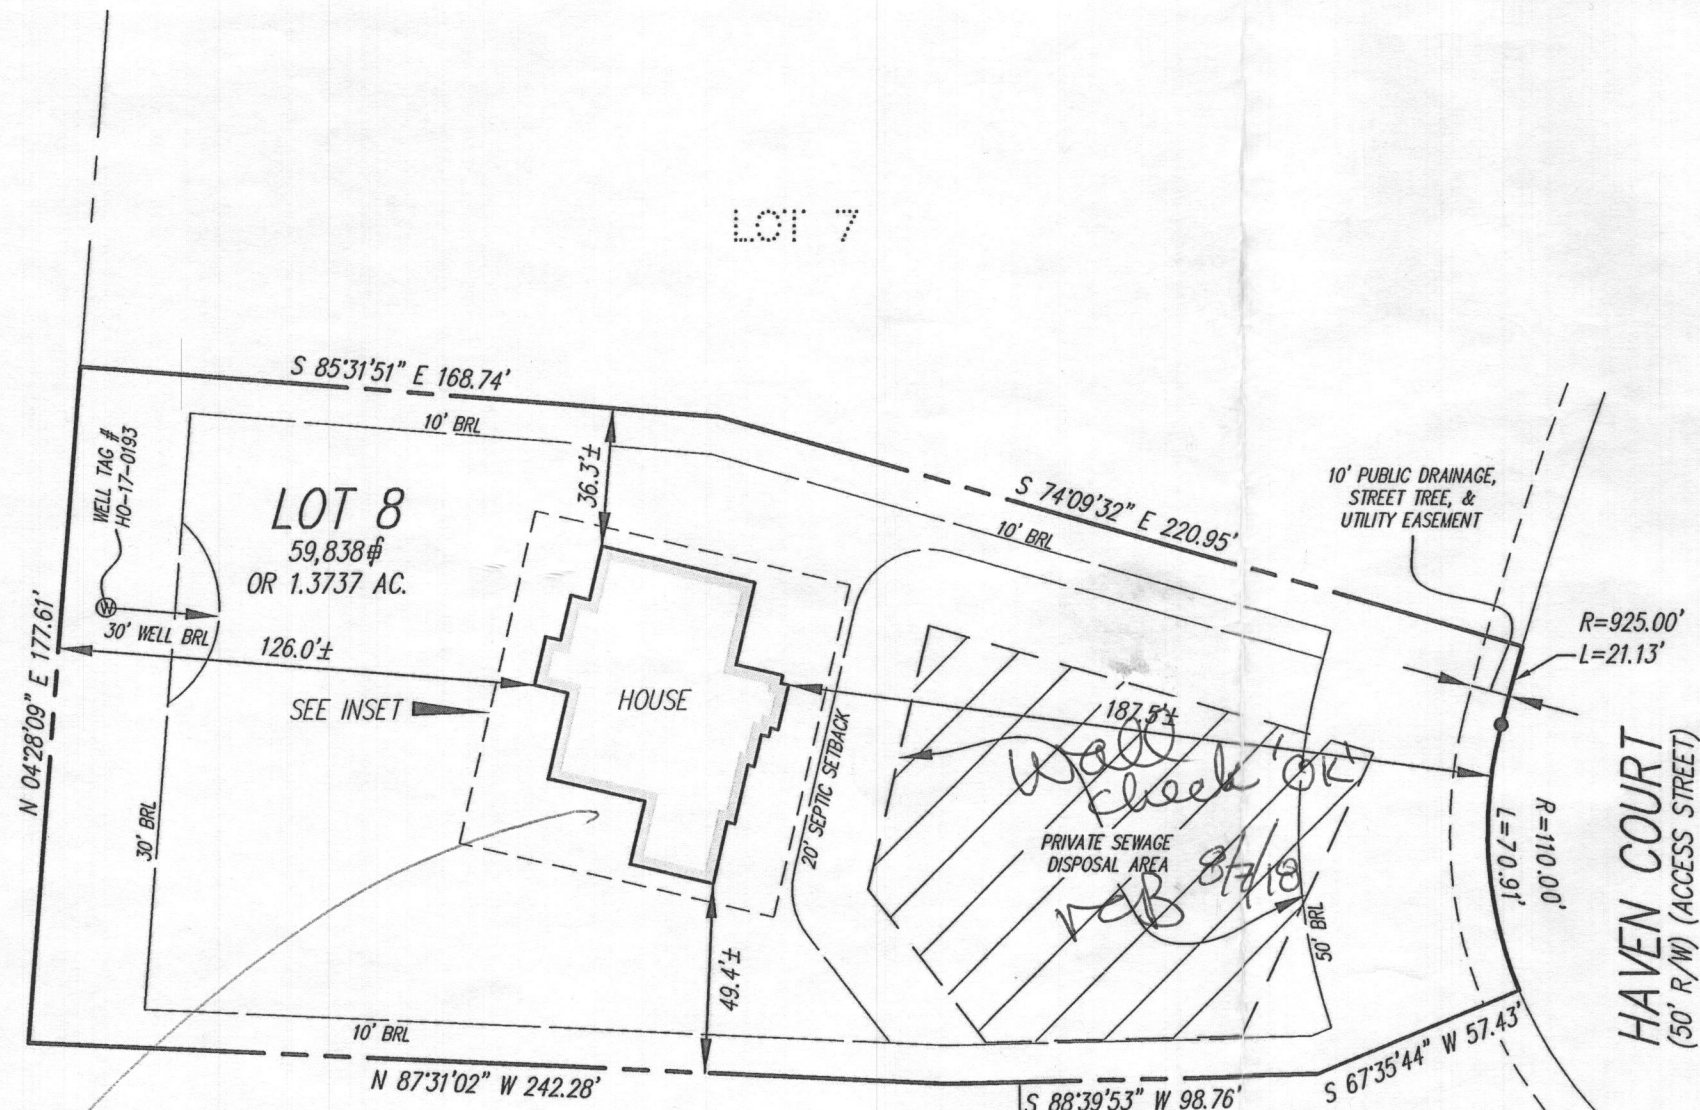 LOT 7
S 85°31'51" E 168.74'
10' BRL
WELL TAG #
HO-17-0193
LOT 8
59,838 ⏍
OR 1.3737 AC.
36.3'±
S 74°09'32" E 220.95'
10' BRL
10' PUBLIC DRAINAGE,
STREET TREE, &
UTILITY EASEMENT
R=925.00'
L=21.13'
W
30' WELL BRL
126.0'±
N 04°28'09" E 177.61'
SEE INSET
HOUSE
20' SEPTIC SETBACK
187.5'±
Wall
check 'OK'
PRIVATE SEWAGE
DISPOSAL AREA
8/7/18
50' BRL
R=110.00'
L=70.91'
HAVEN COURT
(50' R/W) (ACCESS STREET)
30' BRL
49.4'±
10' BRL
N 87°31'02" W 242.28'
S 88°39'53" W 98.76'
S 67°35'44" W 57.43'